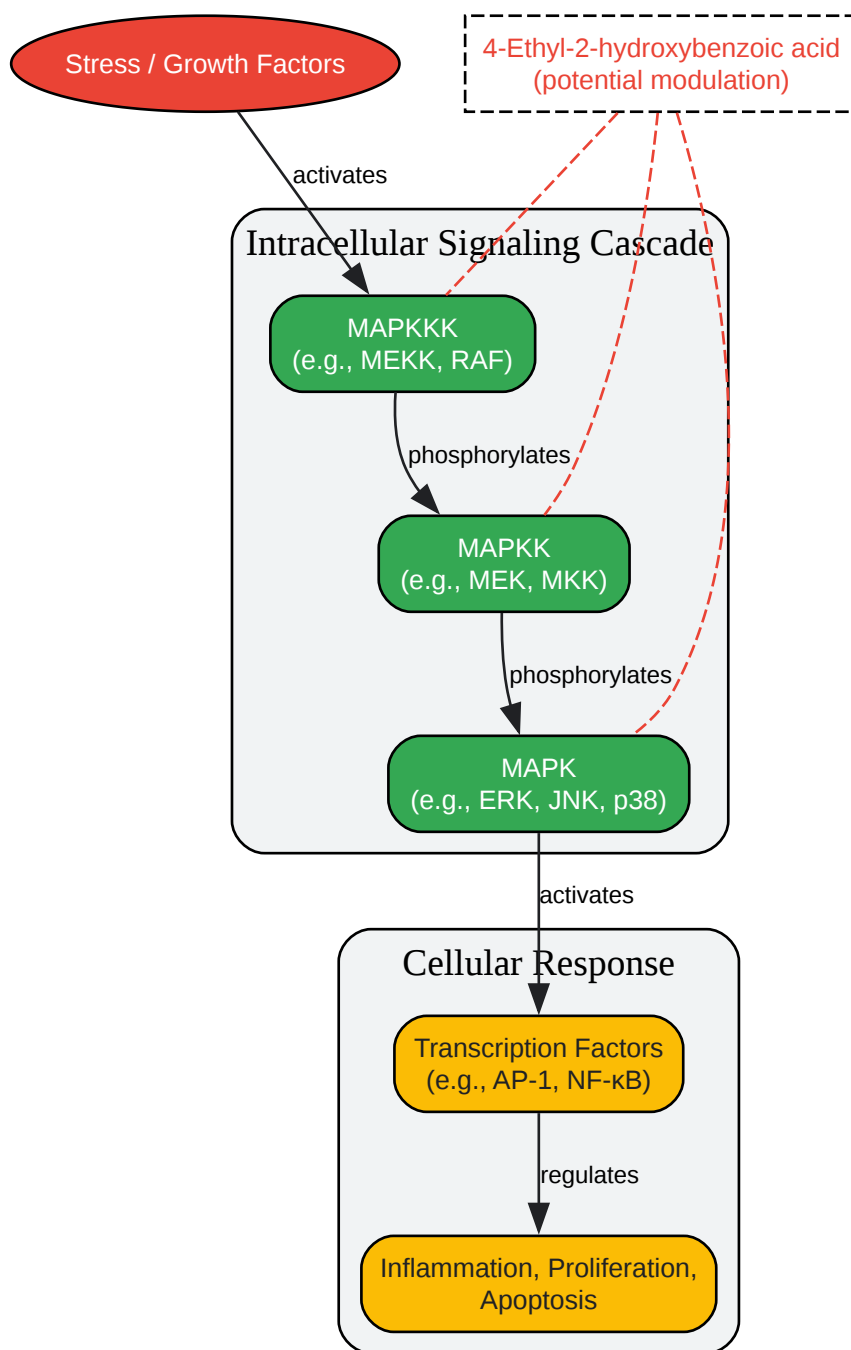 Stress / Growth Factors
4-Ethyl-2-hydroxybenzoic acid
(potential modulation)
activates
Intracellular Signaling Cascade
MAPKKK
(e.g., MEKK, RAF)
phosphorylates
MAPKK
(e.g., MEK, MKK)
phosphorylates
MAPK
(e.g., ERK, JNK, p38)
activates
Cellular Response
Transcription Factors
(e.g., AP-1, NF-κB)
regulates
Inflammation, Proliferation,
Apoptosis